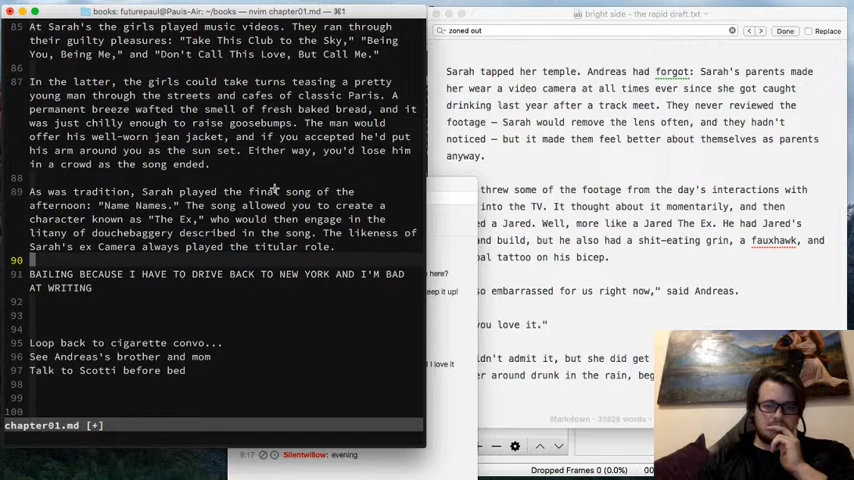 books: futurepaul@Pauls-Air: ~/books — nvim chapter01.md — ⌘1
85 At Sarah's the girls played music videos. They ran through
their guilty pleasures: "Take This Club to the Sky," "Being
You, Being Me," and "Don't Call This Love, But Call Me."
86
87 In the latter, the girls could take turns teasing a pretty
young man through the streets and cafes of classic Paris. A
permanent breeze wafted the smell of fresh baked bread, and it
was just chilly enough to raise goosebumps. The man would
offer his well-worn jean jacket, and if you accepted he'd put
his arm around you as the sun set. Either way, you'd lose him
in a crowd as the song ended.
88
89 As was tradition, Sarah played the final song of the
afternoon: "Name Names." The song allowed you to create a
character known as "The Ex," who would then engage in the
litany of douchebaggery described in the song. The likeness of
Sarah's ex Camera always played the titular role.
90
91 BAILING BECAUSE I HAVE TO DRIVE BACK TO NEW YORK AND I'M BAD
AT WRITING
92
93
94
95 Loop back to cigarette convo...
96 See Andreas's brother and mom
97 Talk to Scotti before bed
98
99
100
chapter01.md [+]
bright side — the rapid draft.txt
zoned out
Done
Replace
Sarah tapped her temple. Andreas had forgot: Sarah's parents made
her wear a video camera at all times ever since she got caught
drinking last year after a track meet. They never reviewed the
footage — Sarah would remove the lens often, and they hadn't
noticed — but it made them feel better about themselves as parents
anyway.
threw some of the footage from the day's interactions with
into the TV. It thought about it momentarily, and then
ed a Jared. Well, more like a Jared The Ex. He had Jared's
and build, but he also had a shit-eating grin, a fauxhawk, and
bal tattoo on his bicep.
so embarrassed for us right now," said Andreas.
you love it."
dn't admit it, but she did get
er around drunk in the rain, beg
Markdown
here?
eep it up!
I love it
9:17 Silentwillow: evening
Dropped Frames 0 (0.0%)